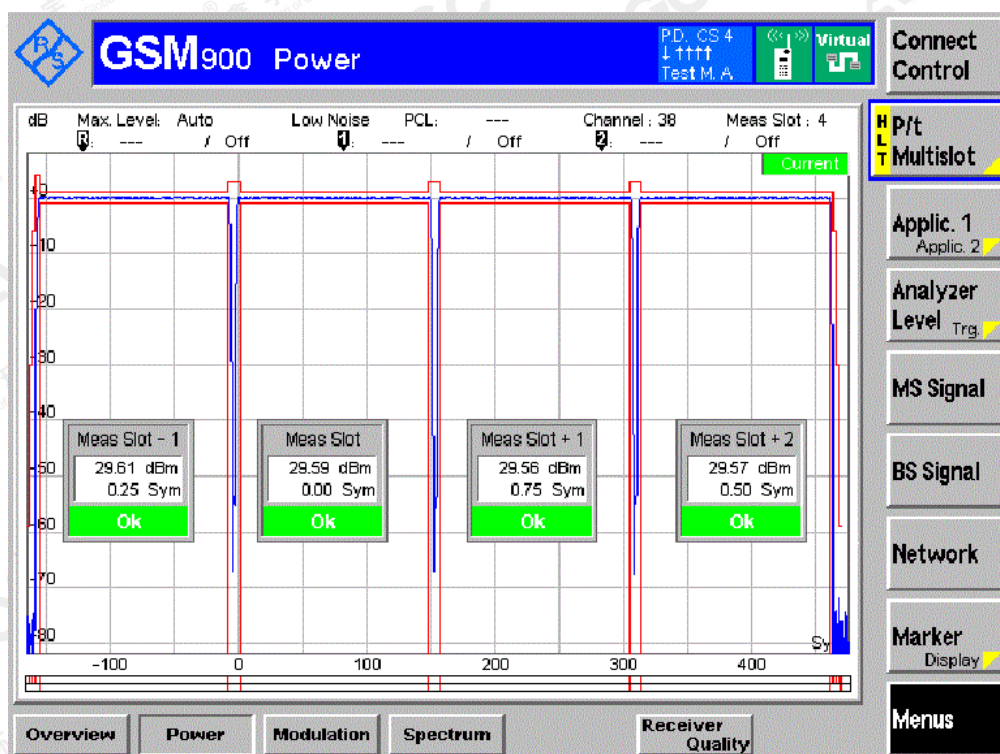 R S
GSM900 Power
P.D. CS 4
Test M. A
Virtual
Connect Control
dB Max. Level: Auto Low Noise PCL: --- Channel : 38 Meas Slot : 4
R: --- / Off 1: --- / Off 2: --- / Off
Current
HLT P/t Multislot
Applic. 1
Applic. 2
Analyzer
Level Trg.
MS Signal
BS Signal
Network
Marker
Display
Menus
+0
-10
-20
-30
-40
-50
-60
-70
-80
Meas Slot - 1
29.61 dBm
0.25 Sym
Ok
Meas Slot
29.59 dBm
0.00 Sym
Ok
Meas Slot + 1
29.56 dBm
0.75 Sym
Ok
Meas Slot + 2
29.57 dBm
0.50 Sym
Ok
Sy
-100 0 100 200 300 400
Overview Power Modulation Spectrum Receiver Quality